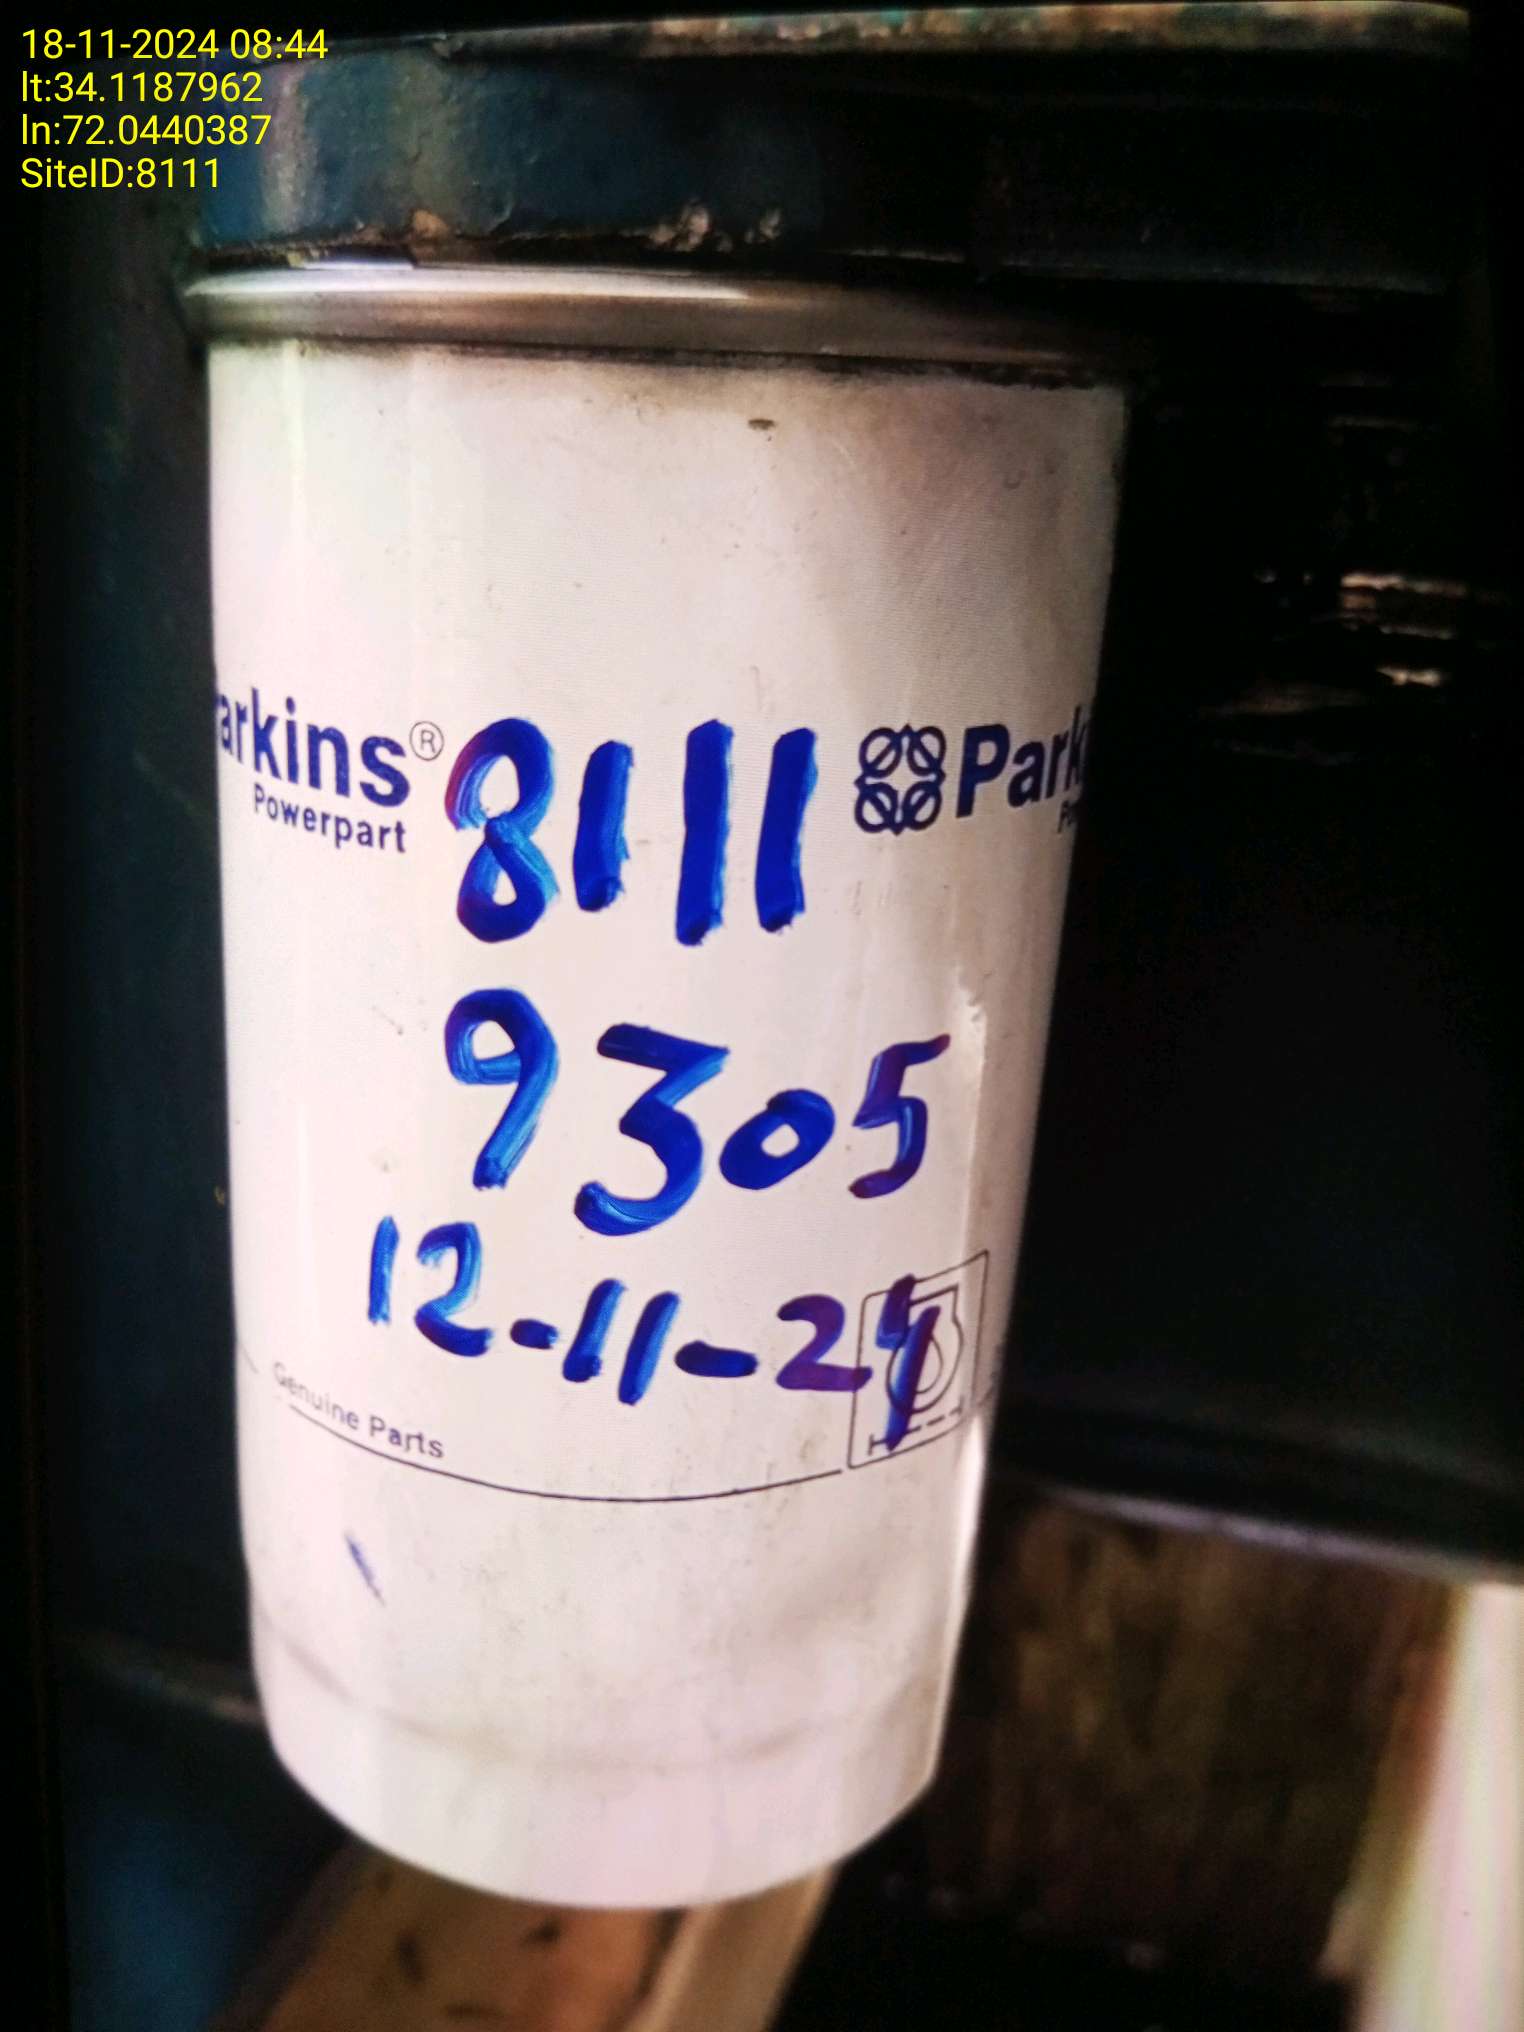 18-11-2024 08:44
lt:34.1187962
ln:72.0440387
SiteID:8111
arkins®
Powerpart
8111
Park
9305
12-11-24
Genuine Parts